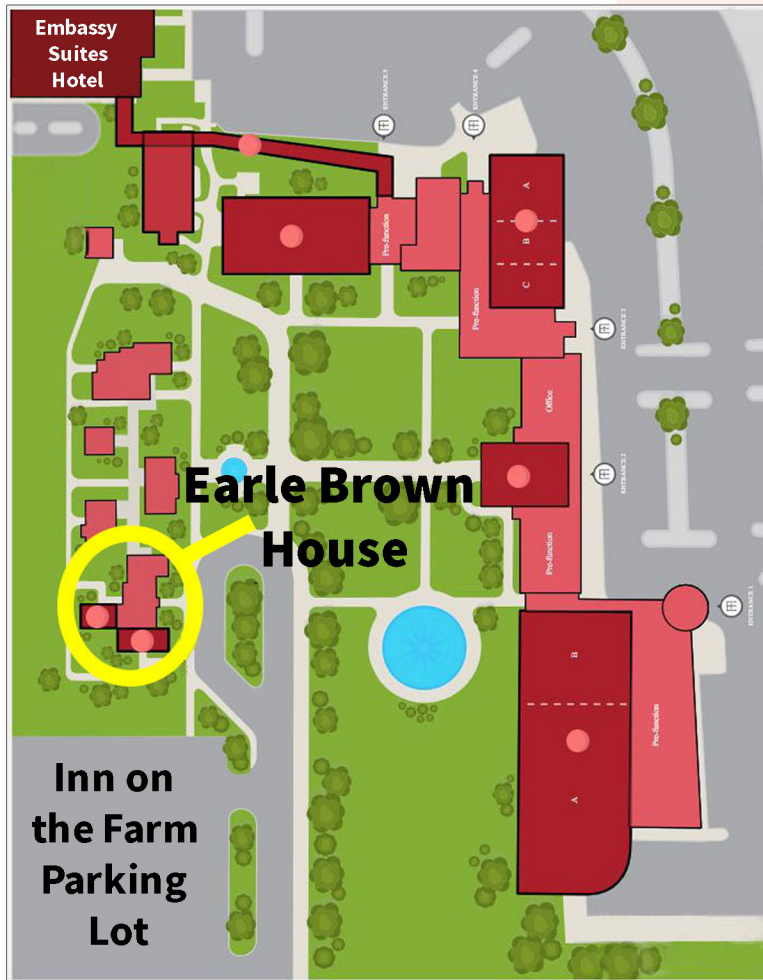 Embassy
Suites
Hotel
ENTRANCE 5
ENTRANCE 4
A
B
C
Pre-function
Pre-function
ENTRANCE 3
Office
ENTRANCE 2
Earle Brown
House
Pre-function
ENTRANCE 1
B
A
Pre-function
Inn on
the Farm
Parking
Lot